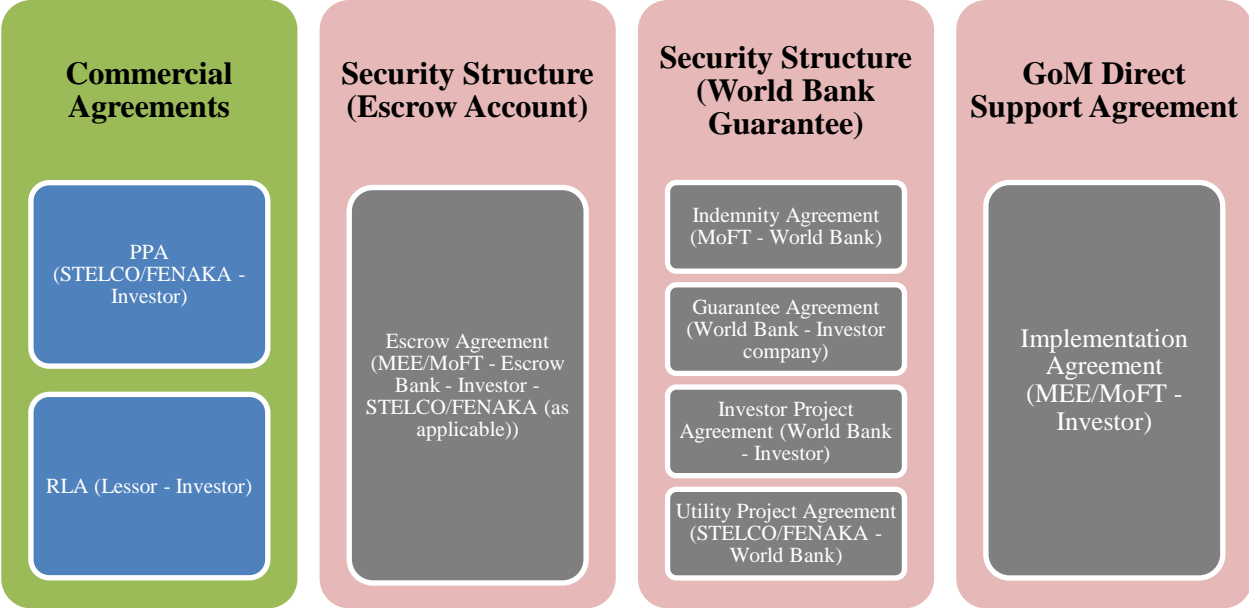 Commercial
Agreements
PPA
(STELCO/FENAKA -
Investor)
RLA (Lessor - Investor)
Security Structure
(Escrow Account)
Escrow Agreement
(MEE/MoFT - Escrow
Bank - Investor -
STELCO/FENAKA (as
applicable))
Security Structure
(World Bank
Guarantee)
Indemnity Agreement
(MoFT - World Bank)
Guarantee Agreement
(World Bank - Investor
company)
Investor Project
Agreement (World Bank
- Investor)
Utility Project Agreement
(STELCO/FENAKA -
World Bank)
GoM Direct
Support Agreement
Implementation
Agreement
(MEE/MoFT -
Investor)